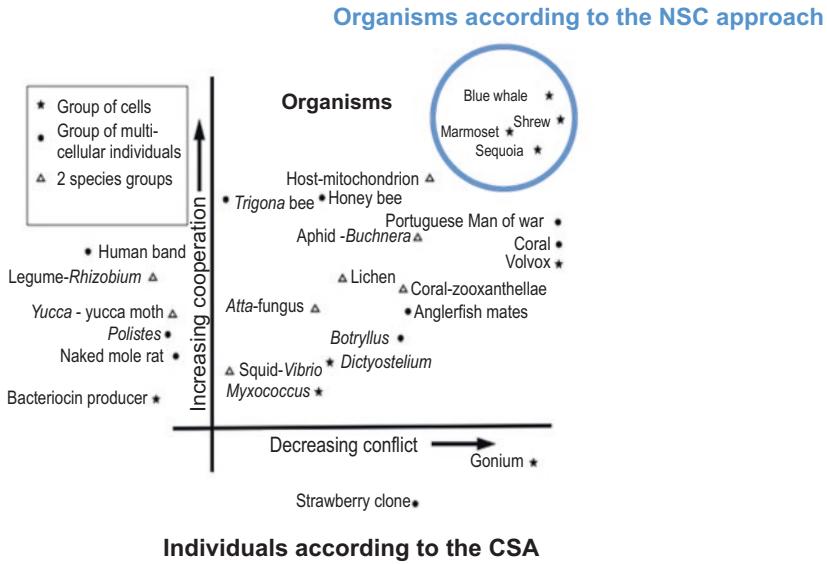 Organisms according to the NSC approach
Group of cells
Group of multi-
cellular individuals
2 species groups
Organisms
Blue whale
Shrew
Marmoset
Sequoia
Host-mitochondrion
Trigona bee
Honey bee
Portuguese Man of war
Aphid -Buchnera
Coral
Human band
Volvox
Legume-Rhizobium
Lichen
Coral-zooxanthellae
Yucca - yucca moth
Atta-fungus
Anglerfish mates
Polistes
Botryllus
Naked mole rat
Squid-Vibrio
Dictyostelium
Myxococcus
Bacteriocin producer
Increasing cooperation
Decreasing conflict
Gonium
Strawberry clone
Individuals according to the CSA